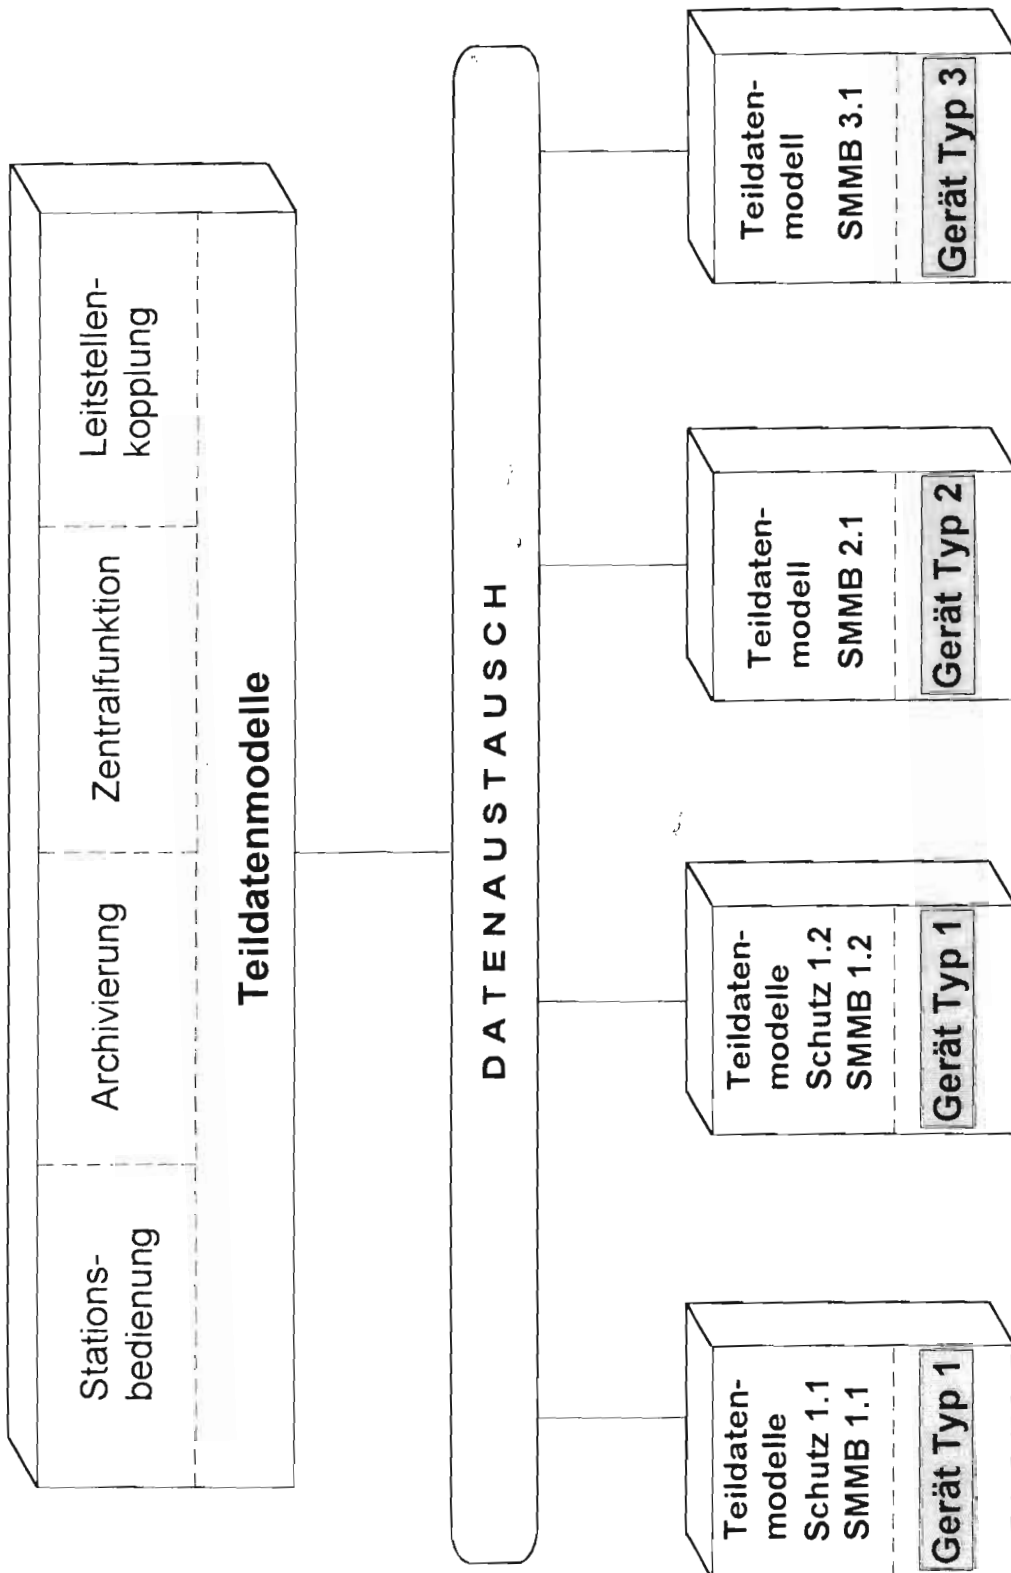 Stations-
bedienung
Archivierung
Zentralfunktion
Leitstellen-
kopplung
Teildatenmodelle
DATENAUSTAUSCH
Teildaten-
modelle
Schutz 1.1
SMMB 1.1
Gerät Typ 1
Teildaten-
modelle
Schutz 1.2
SMMB 1.2
Gerät Typ 1
Teildaten-
modell
SMMB 2.1
Gerät Typ 2
Teildaten-
modell
SMMB 3.1
Gerät Typ 3